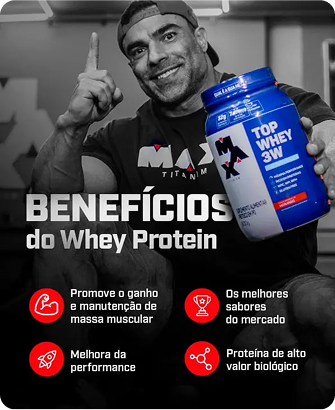 MAX
TITANIUM
MAX
TOP
WHEY
3W
BENEFÍCIOS
do Whey Protein
Promove o ganho
e manutenção de
massa muscular
Os melhores
sabores
do mercado
Melhora da
performance
Proteína de alto
valor biológico